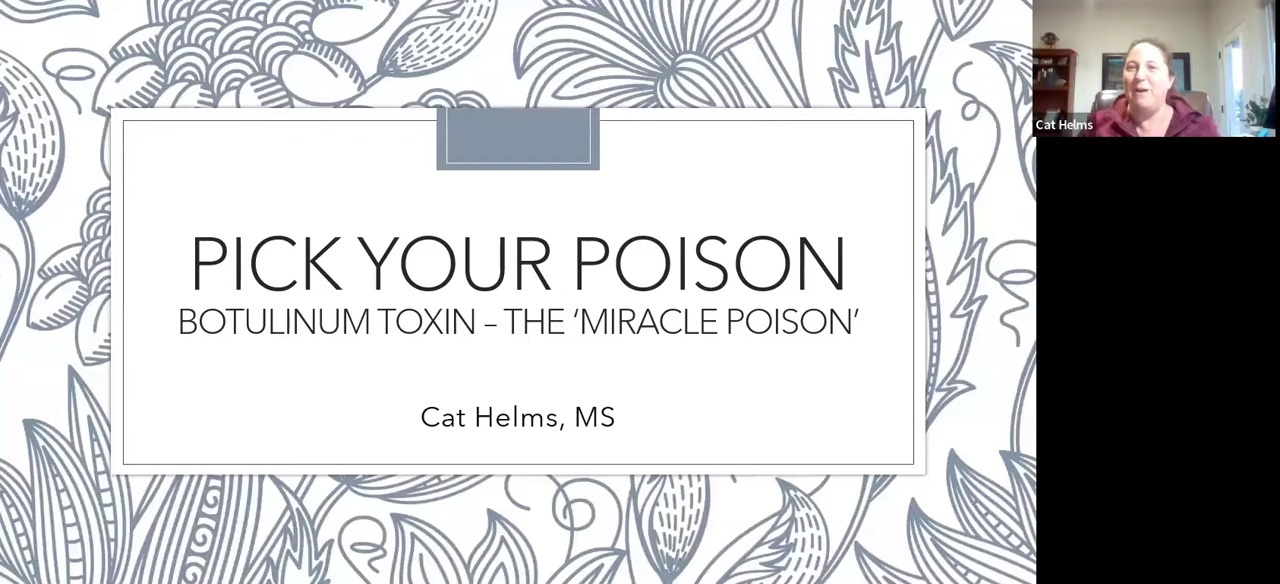 PICK YOUR POISON
BOTULINUM TOXIN – THE ‘MIRACLE POISON’
Cat Helms, MS
Cat Helms